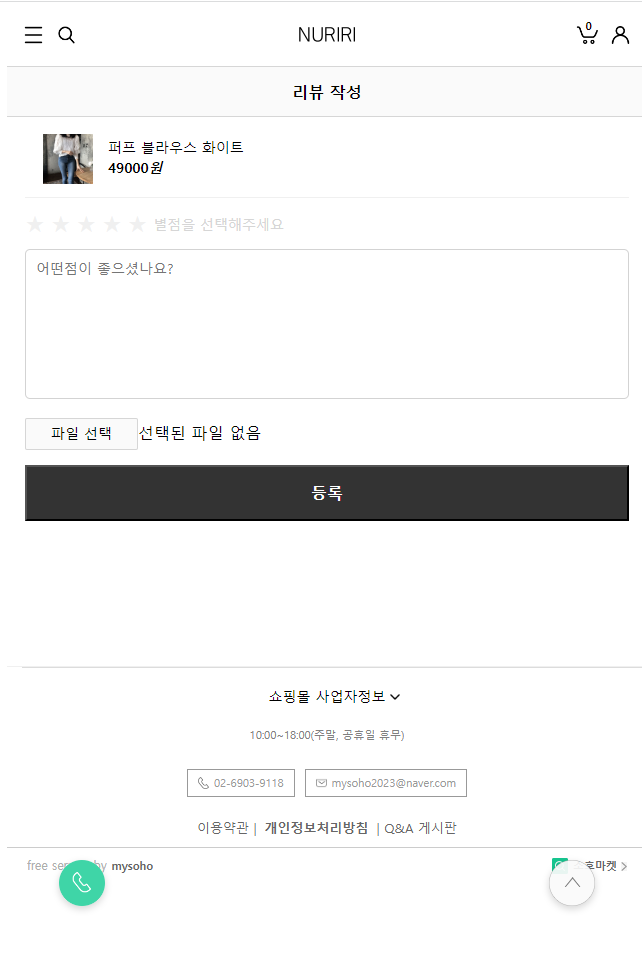 NURIRI
0
리뷰 작성
퍼프 블라우스 화이트
49000원
별점을 선택해주세요
어떤점이 좋으셨나요?
파일 선택 선택된 파일 없음
등록
쇼핑몰 사업자정보
10:00~18:00(주말, 공휴일 휴무)
02-6903-9118 mysoho2023@naver.com
이용약관 | 개인정보처리방침 | Q&A 게시판
free by mysoho